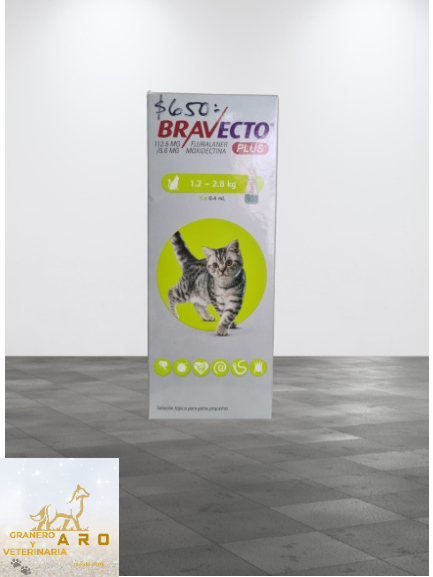 $650:-
BRAVECTO
112.5 MG FLURALANER
/5.6 MG MOXIDECTINA
PLUS
1.2 – 2.8 kg
1 x 0.4 mL
Solución tópica para gatos pequeños
GRANERO
Y
VETERINARIA
ARO